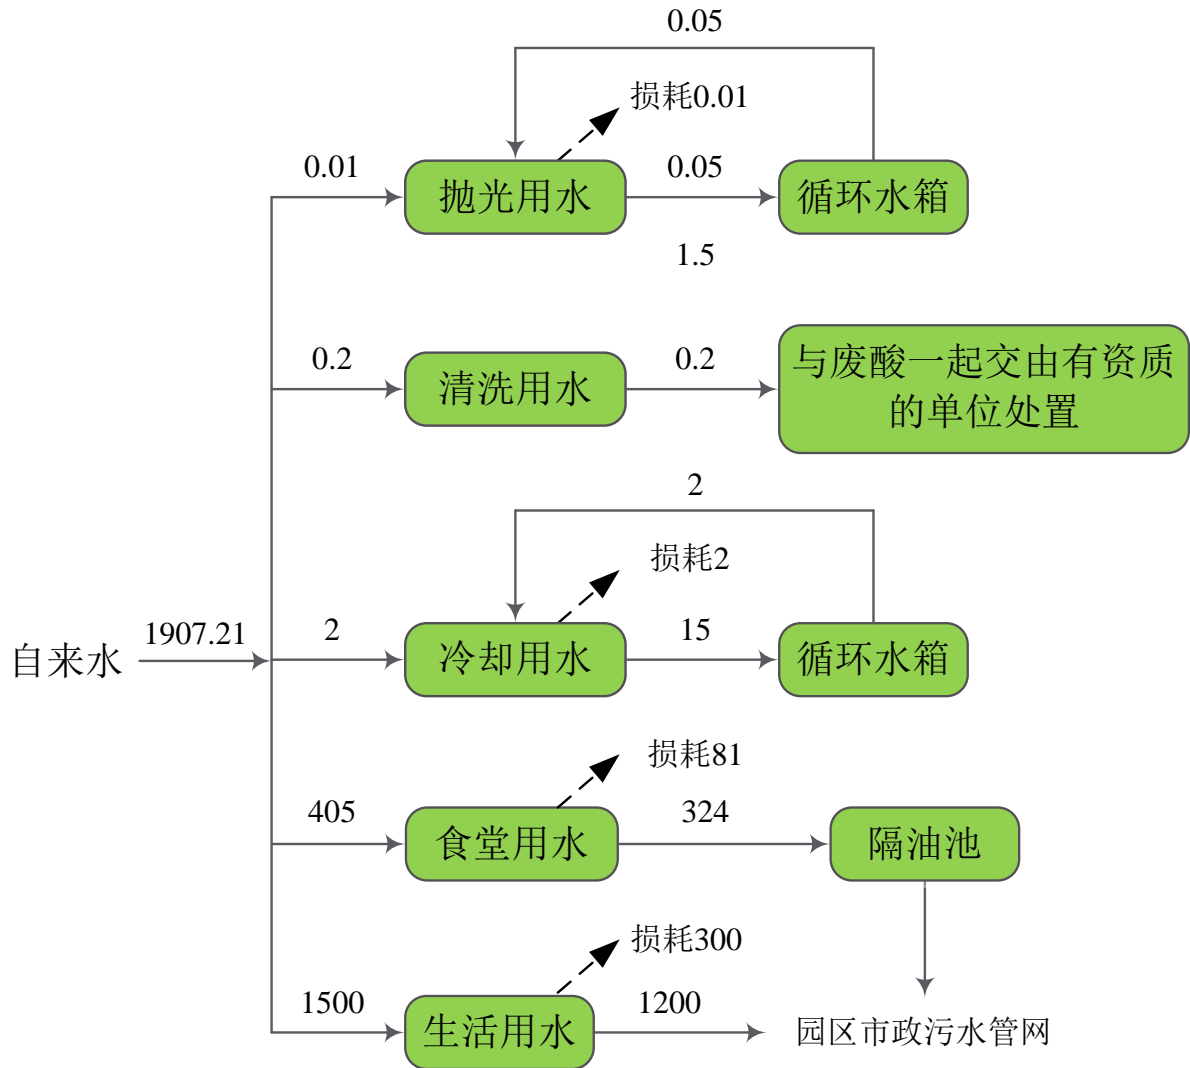 0.05
损耗0.01
0.01
抛光用水
0.05
循环水箱
1.5
0.2
清洗用水
0.2
与废酸一起交由有资质
的单位处置
2
损耗2
自来水
1907.21
2
冷却用水
15
循环水箱
损耗81
405
食堂用水
324
隔油池
损耗300
1500
生活用水
1200
园区市政污水管网